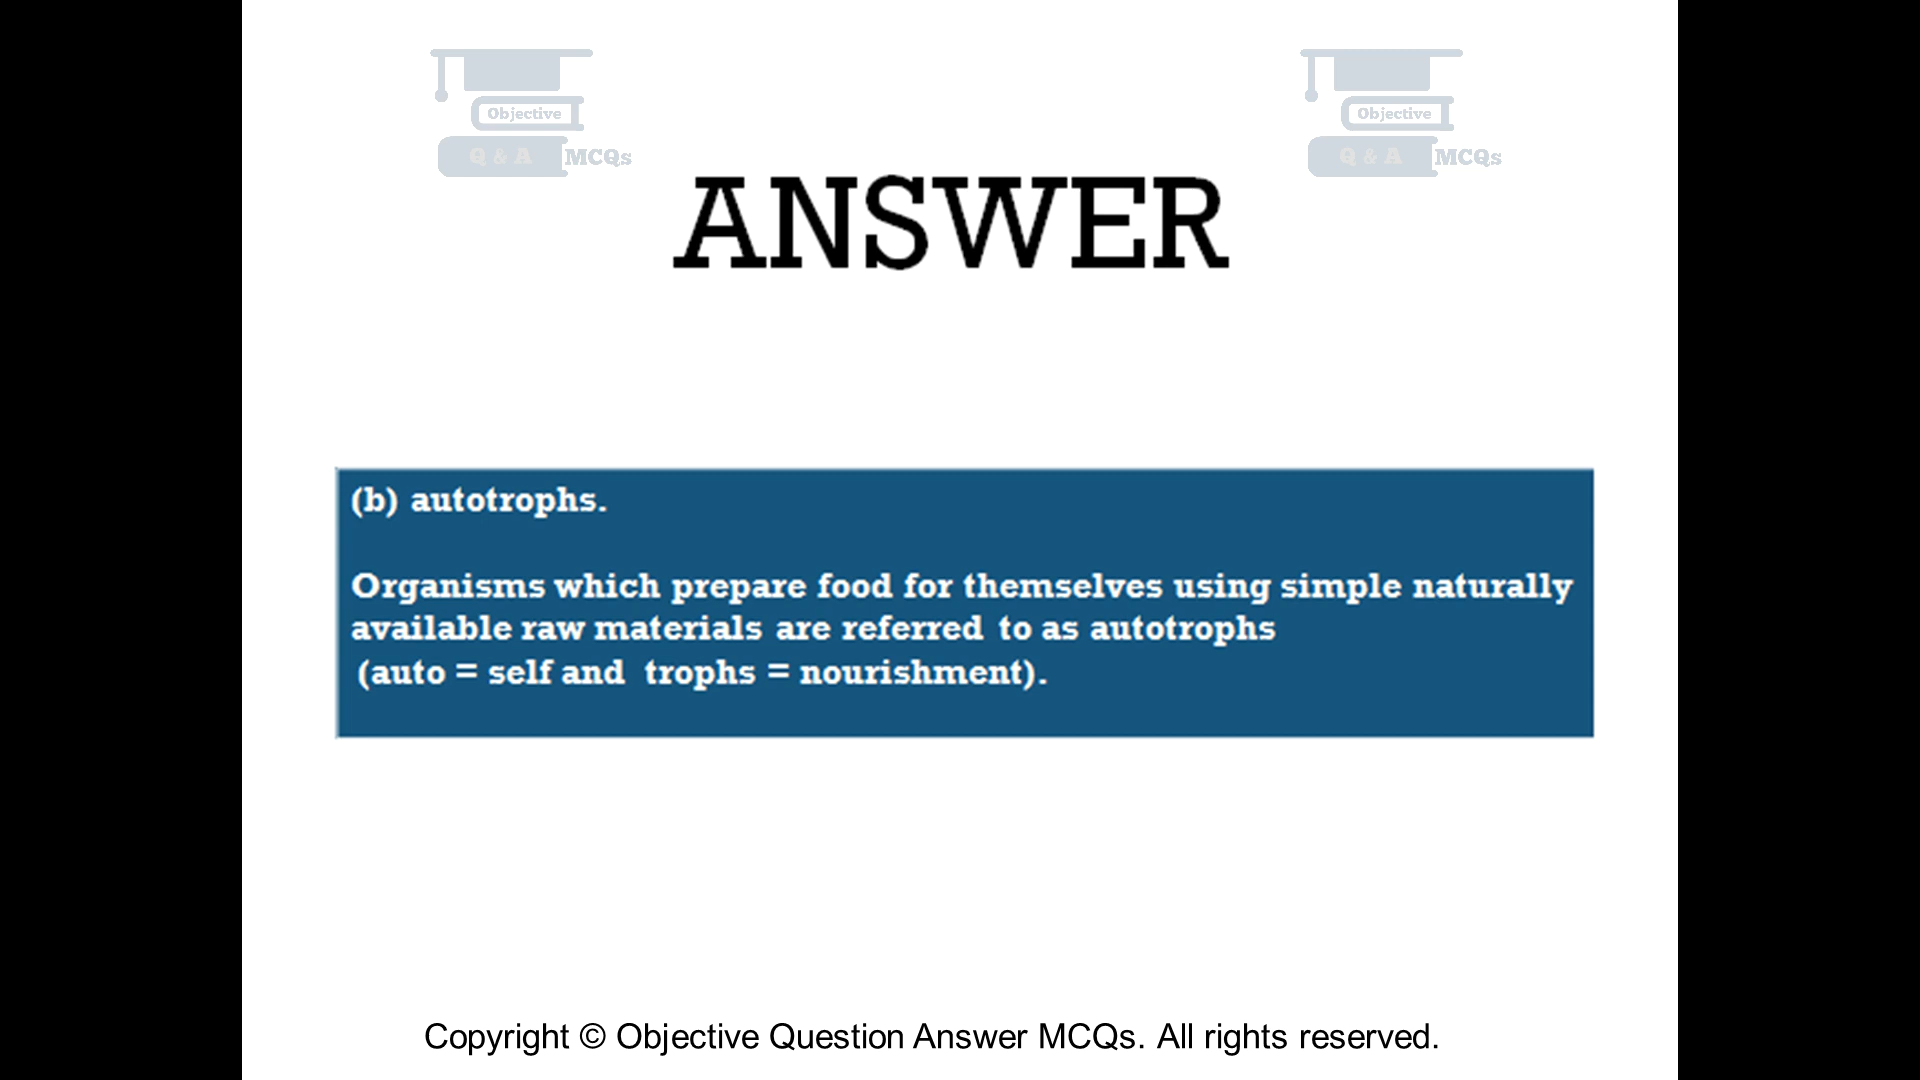 Objective
Q & A MCQs
Objective
Q & A MCQs
ANSWER
(b) autotrophs.
Organisms which prepare food for themselves using simple naturally
available raw materials are referred to as autotrophs
(auto = self and trophs = nourishment).
Copyright © Objective Question Answer MCQs. All rights reserved.